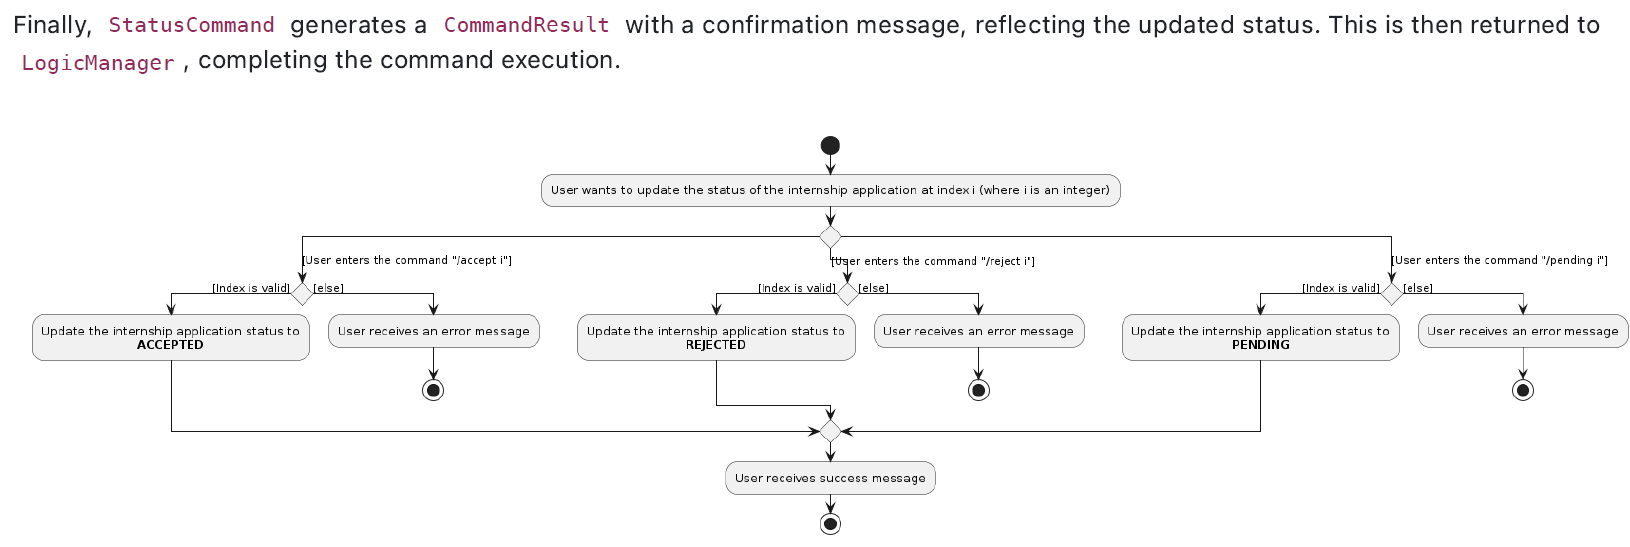 Finally, StatusCommand generates a CommandResult with a confirmation message, reflecting the updated status. This is then returned to
LogicManager , completing the command execution.
User wants to update the status of the internship application at index i (where i is an integer)
[User enters the command "/accept i"]
[User enters the command "/reject i"]
[User enters the command "/pending i"]
[Index is valid]
[else]
[Index is valid]
[else]
[Index is valid]
[else]
Update the internship application status to
ACCEPTED
User receives an error message
Update the internship application status to
REJECTED
User receives an error message
Update the internship application status to
PENDING
User receives an error message
User receives success message